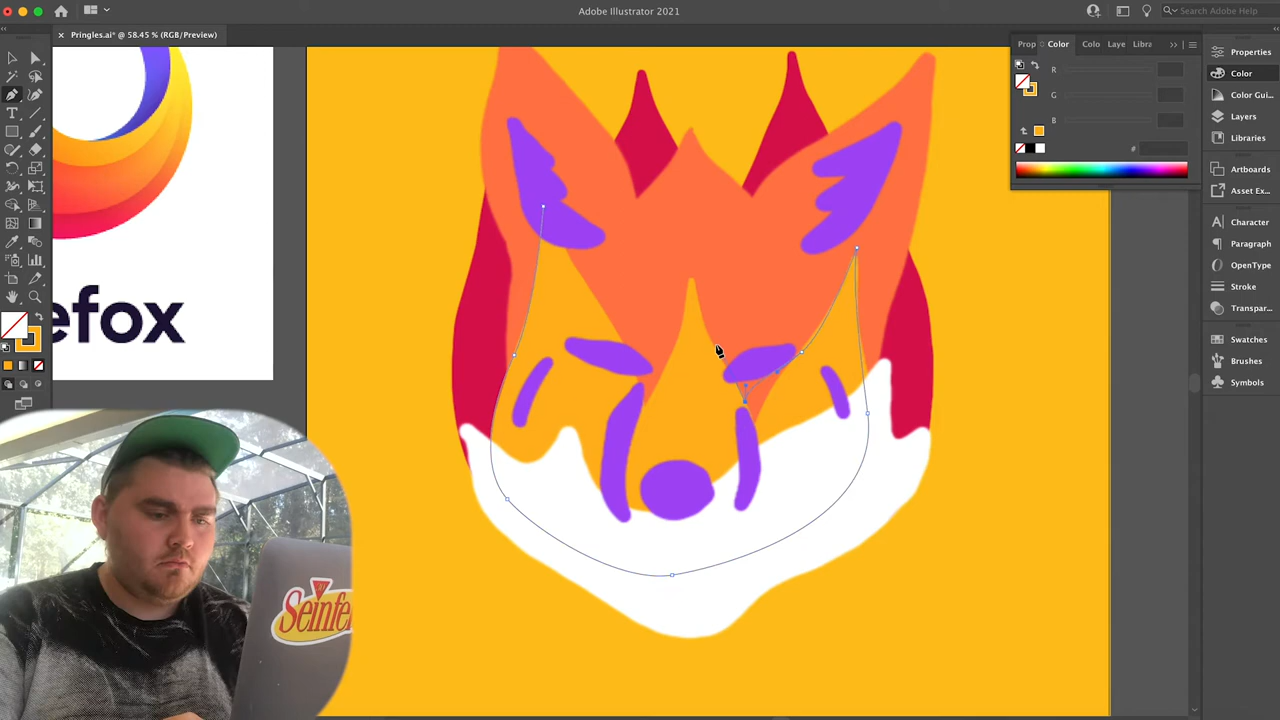 Adobe Illustrator 2021
Search Adobe Help
× Pringles.ai* @ 58.45 % (RGB/Preview)
Prop Color Colo Laye Libra
R
G
B
#
Properties
Color
Color Gui...
Layers
Libraries
Artboards
Asset Ex...
Character
Paragraph
OpenType
Stroke
Transpar...
Swatches
Brushes
Symbols
efox
Seinfe